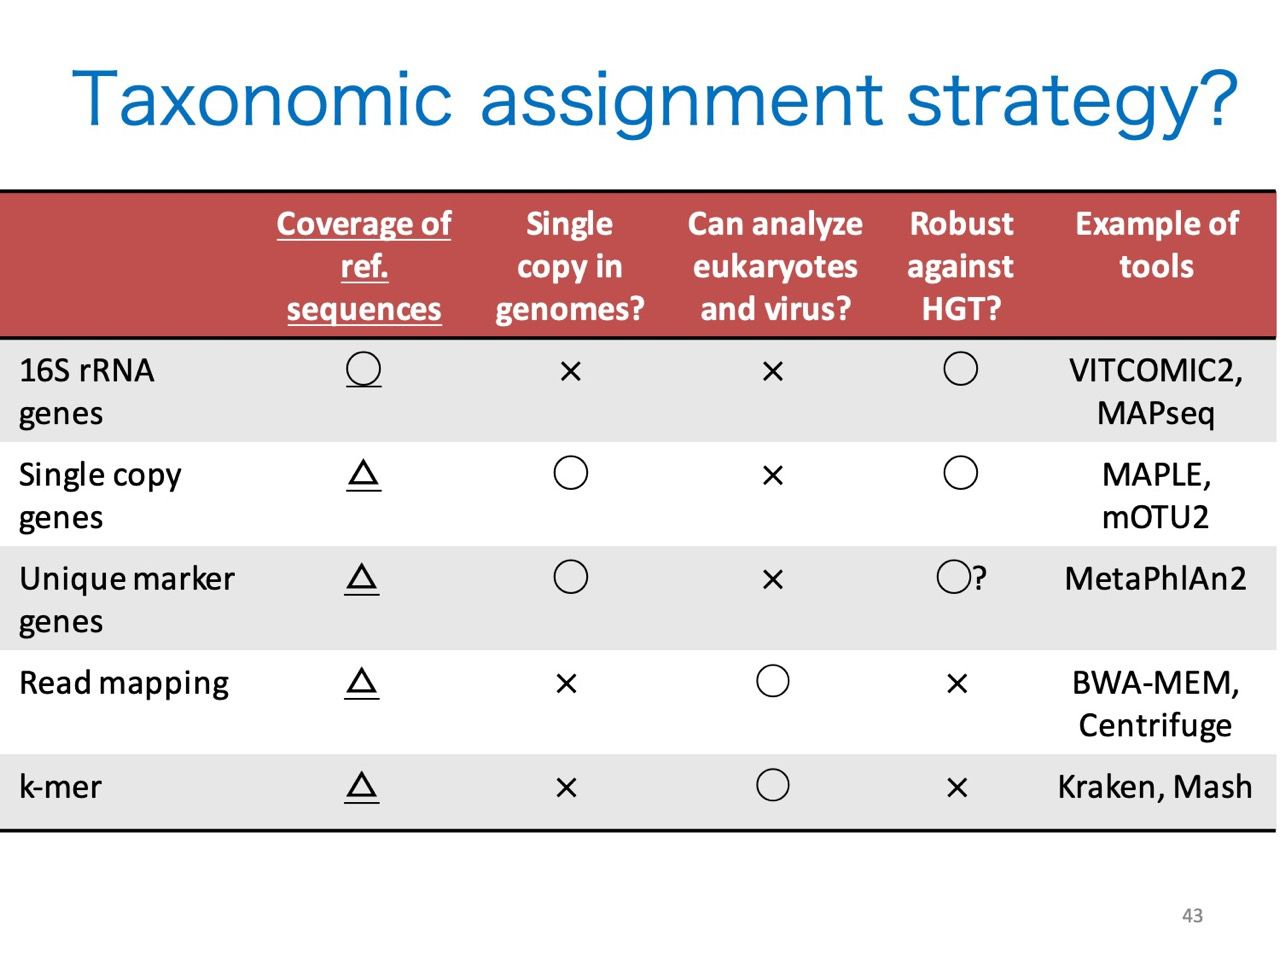 Taxonomic assignment strategy?
Coverage of ref. sequences
Single copy in genomes?
Can analyze eukaryotes and virus?
Robust against HGT?
Example of tools
16S rRNA genes
○
×
×
○
VITCOMIC2, MAPseq
Single copy genes
△
○
×
○
MAPLE, mOTU2
Unique marker genes
△
○
×
○?
MetaPhlAn2
Read mapping
△
×
○
×
BWA-MEM, Centrifuge
k-mer
△
×
○
×
Kraken, Mash
43